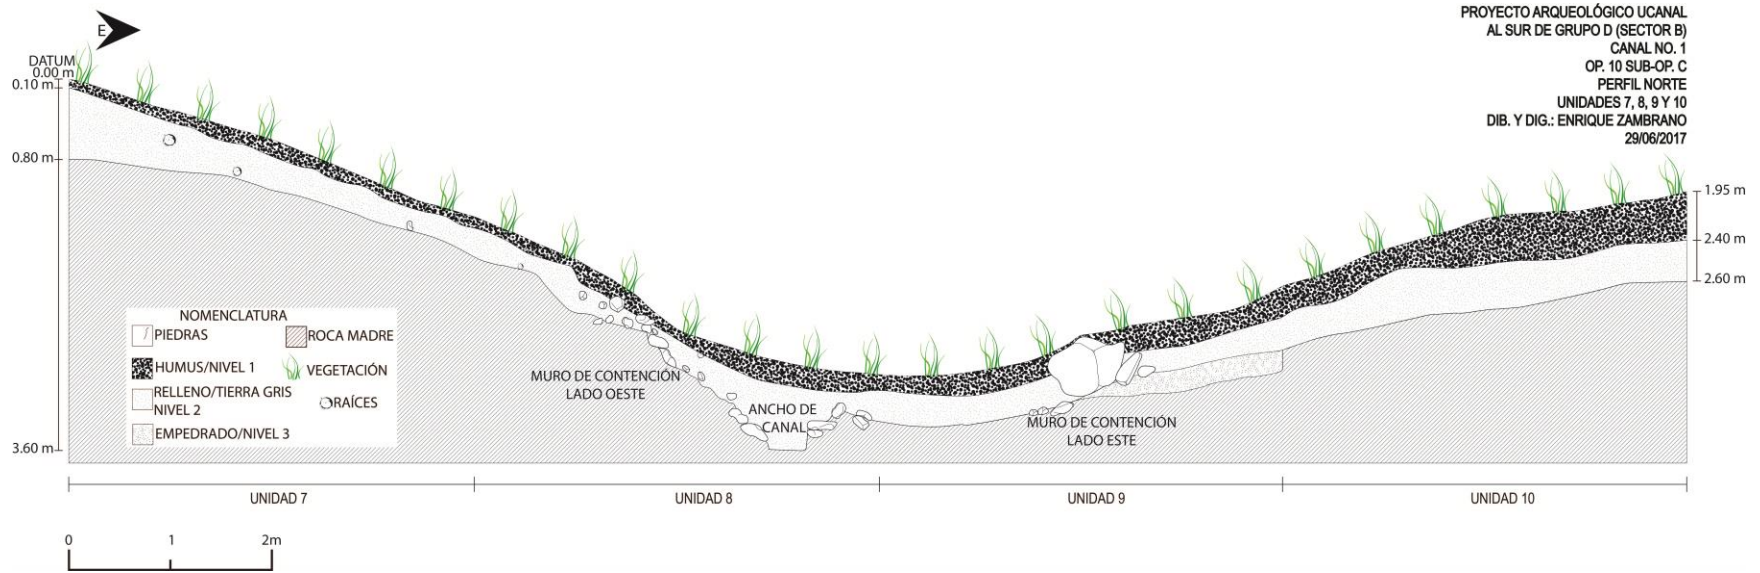 PROYECTO ARQUEOLÓGICO UCANAL
AL SUR DE GRUPO D (SECTOR B)
CANAL NO. 1
OP. 10 SUB-OP. C
PERFIL NORTE
UNIDADES 7, 8, 9 Y 10
DIB. Y DIG.: ENRIQUE ZAMBRANO
29/06/2017
E
DATUM
0.00 m
0.10 m
0.80 m
3.60 m
1.95 m
2.40 m
2.60 m
NOMENCLATURA
PIEDRAS
ROCA MADRE
HUMUS/NIVEL 1
VEGETACIÓN
RELLENO/TIERRA GRIS
NIVEL 2
RAÍCES
EMPEDRADO/NIVEL 3
MURO DE CONTENCIÓN
LADO OESTE
ANCHO DE
CANAL
MURO DE CONTENCIÓN
LADO ESTE
UNIDAD 7
UNIDAD 8
UNIDAD 9
UNIDAD 10
0 1 2m